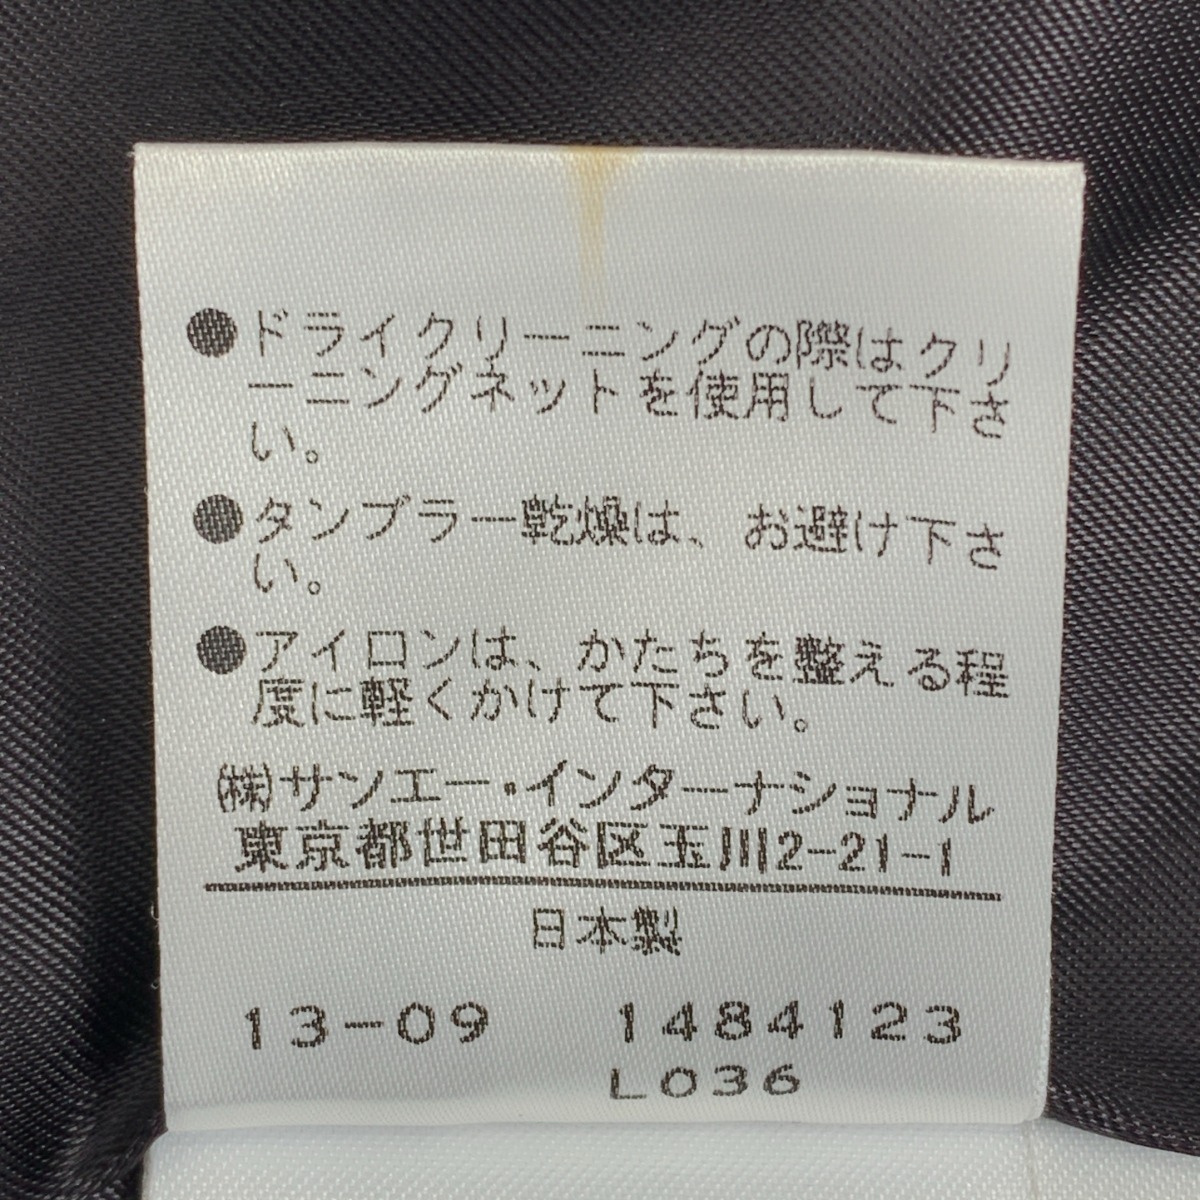 ●ドライクリーニングの際はクリ
ーニングネットを使用して下さ
い。
●タンブラー乾燥は、お避け下さ
い。
●アイロンは、かたちを整える程
度に軽くかけて下さい。
㈱サンエー・インターナショナル
東京都世田谷区玉川2-21-1
日本製
13-09 1484123
L036